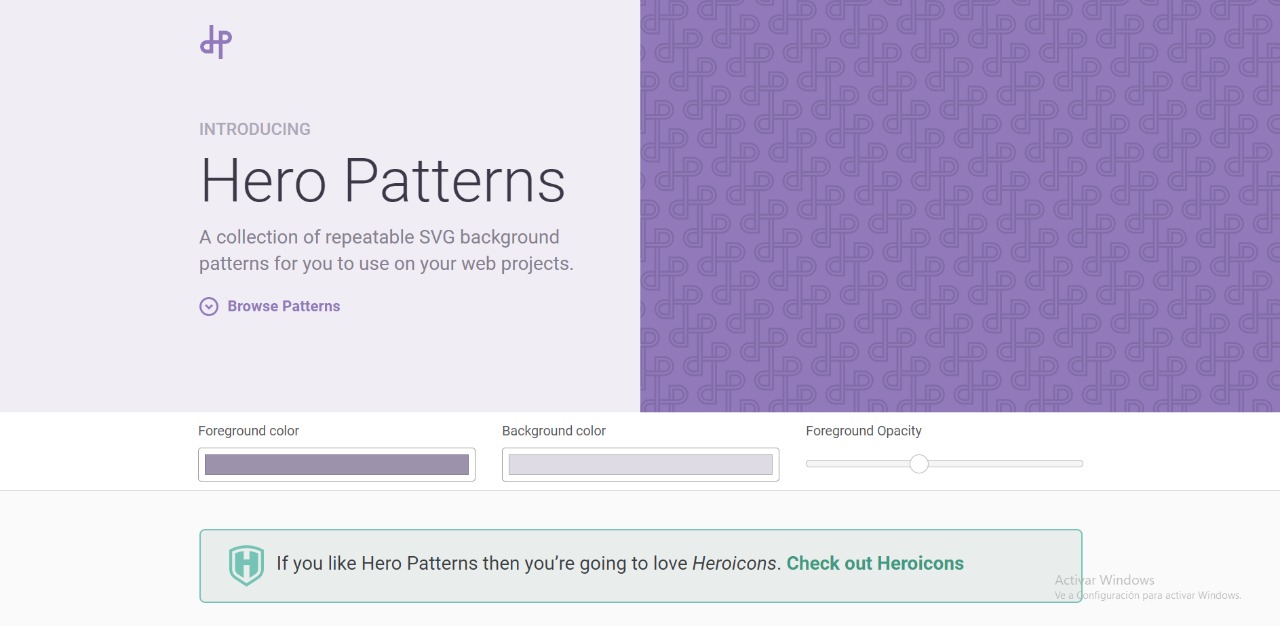 INTRODUCING
Hero Patterns
A collection of repeatable SVG background
patterns for you to use on your web projects.
Browse Patterns
Foreground color
Background color
Foreground Opacity
If you like Hero Patterns then you’re going to love Heroicons. Check out Heroicons
Activar Windows
Ve a Configuración para activar Windows.